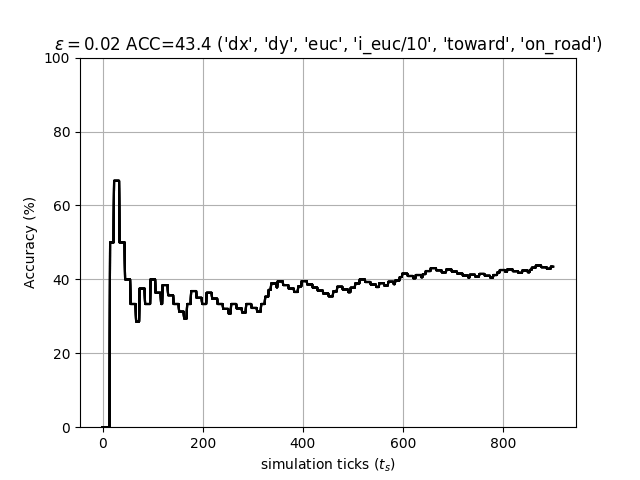 ε = 0.02 ACC=43.4 ('dx', 'dy', 'euc', 'i_euc/10', 'toward', 'on_road')
100
80
60
40
20
0
Accuracy (%)
0 200 400 600 800
simulation ticks (tₛ)